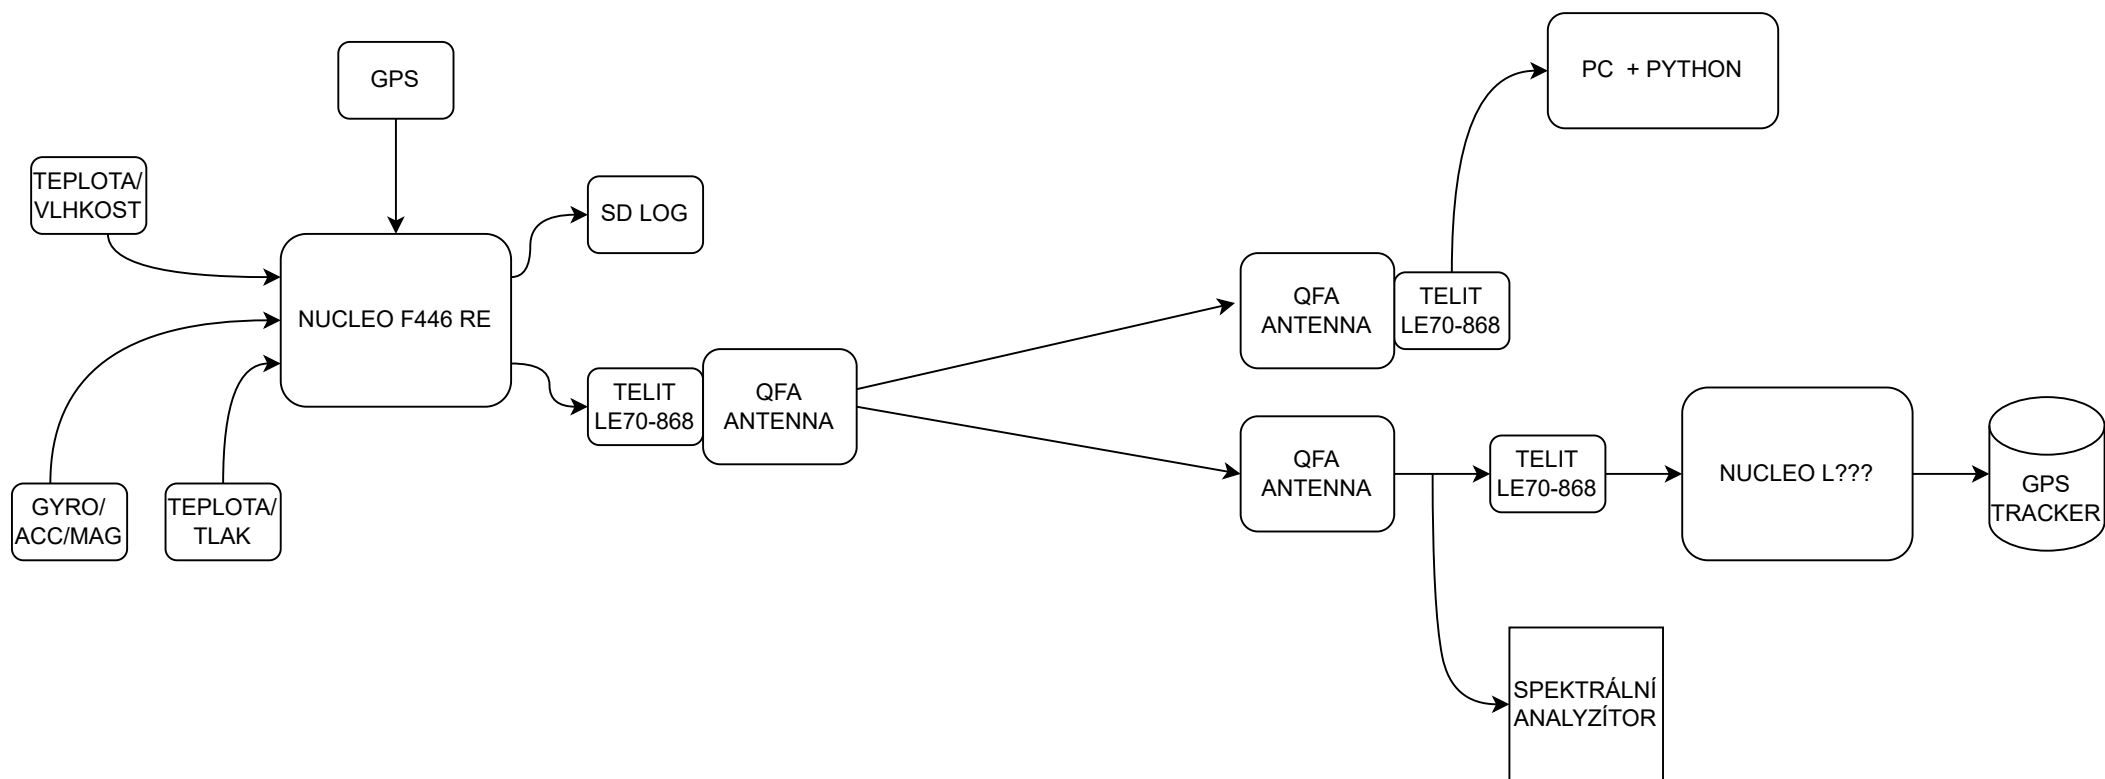 GPS
PC + PYTHON
TEPLOTA/
VLHKOST
SD LOG
NUCLEO F446 RE
QFA
ANTENNA
TELIT
LE70-868
TELIT
LE70-868
QFA
ANTENNA
QFA
ANTENNA
TELIT
LE70-868
NUCLEO L???
GPS
TRACKER
GYRO/
ACC/MAG
TEPLOTA/
TLAK
SPEKTRÁLNÍ
ANALYZÍTOR